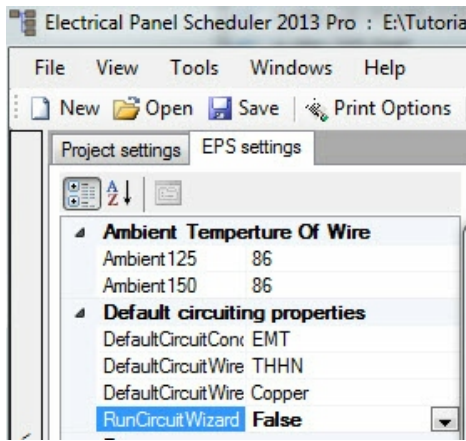 Electrical Panel Scheduler 2013 Pro : E:\Tutoria
File View Tools Windows Help
New Open Save Print Options
Project settings EPS settings
Ambient Temperture Of Wire
Ambient125 86
Ambient150 86
Default circuiting properties
DefaultCircuitCond EMT
DefaultCircuitWire THHN
DefaultCircuitWire Copper
RunCircuitWizard False